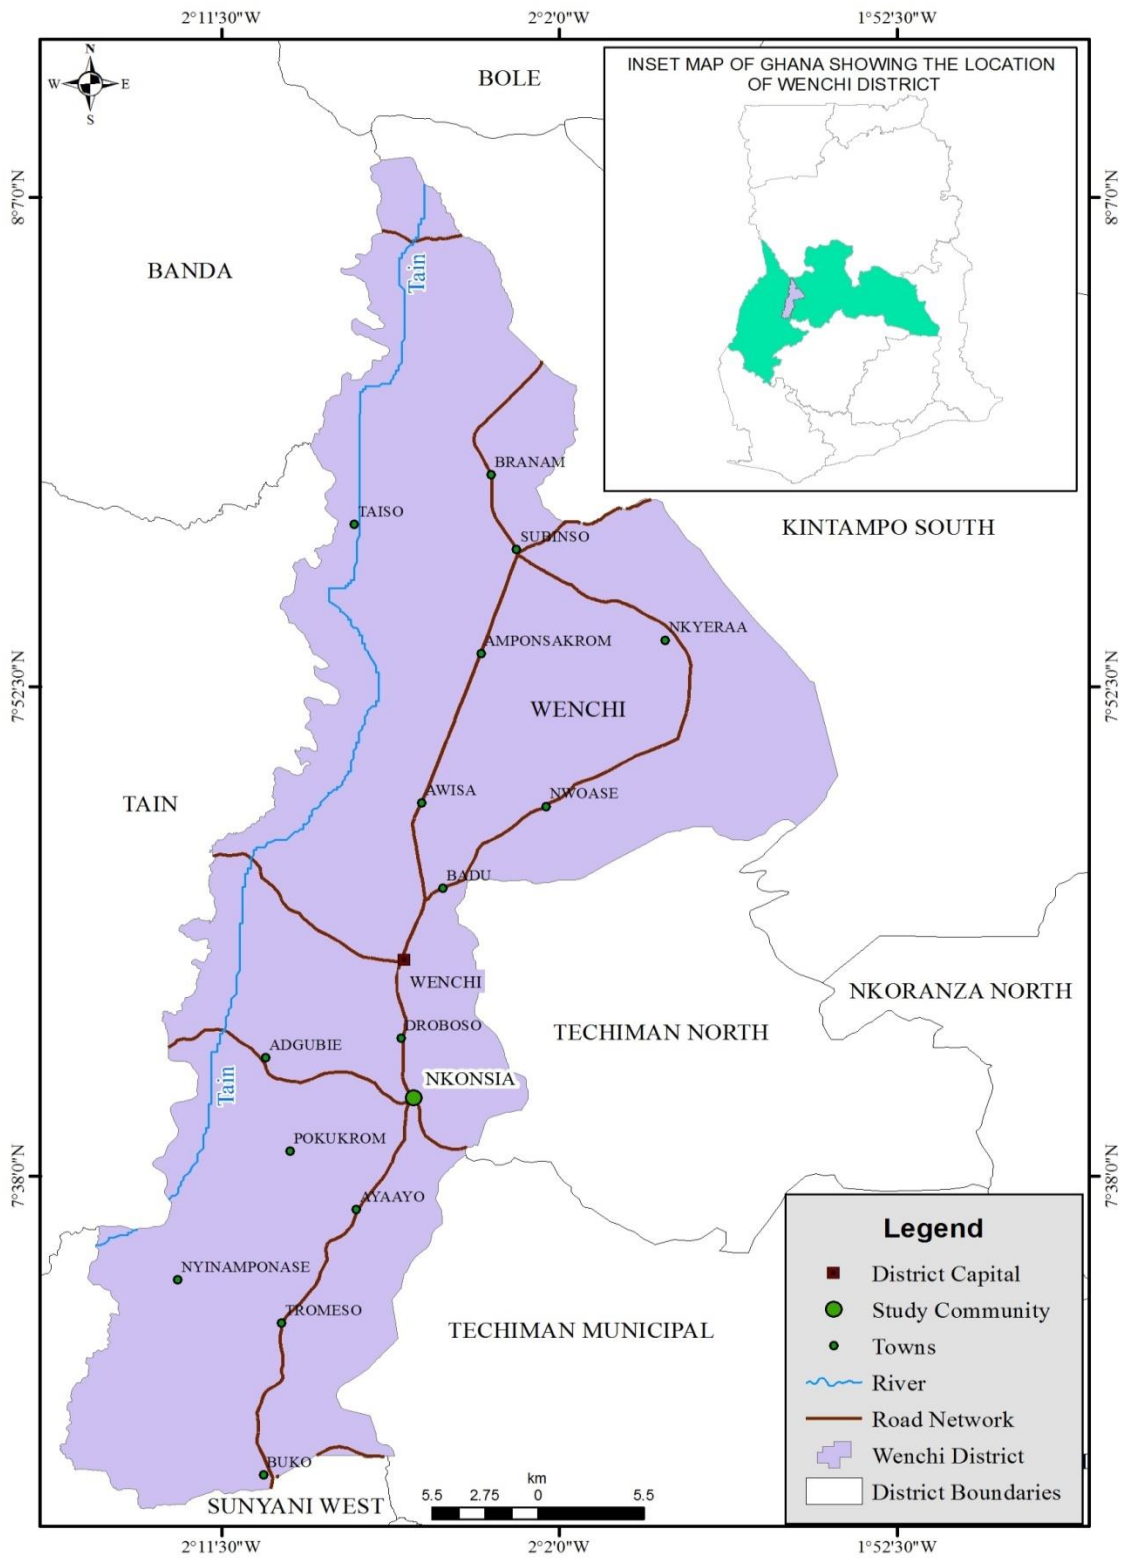 2°11'30"W
2°2'0"W
1°52'30"W
N
W
E
S
BOLE
INSET MAP OF GHANA SHOWING THE LOCATION
OF WENCHI DISTRICT
8°7'0"N
8°7'0"N
BANDA
Tain
BRANAM
TAISO
SUBINSO
KINTAMPO SOUTH
NKYERAA
AMPONSAKROM
7°52'30"N
WENCHI
7°52'30"N
TAIN
AWISA
NWOASE
BADU
WENCHI
NKORANZA NORTH
DROBOSO
TECHIMAN NORTH
ADGUBIE
Tain
NKONSIA
POKUKROM
7°38'0"N
7°38'0"N
AYAAYO
NYINAMPONASE
TROMESO
TECHIMAN MUNICIPAL
BUKO
SUNYANI WEST
km
5.5 2.75 0 5.5
Legend
District Capital
Study Community
Towns
River
Road Network
Wenchi District
District Boundaries
2°11'30"W
2°2'0"W
1°52'30"W